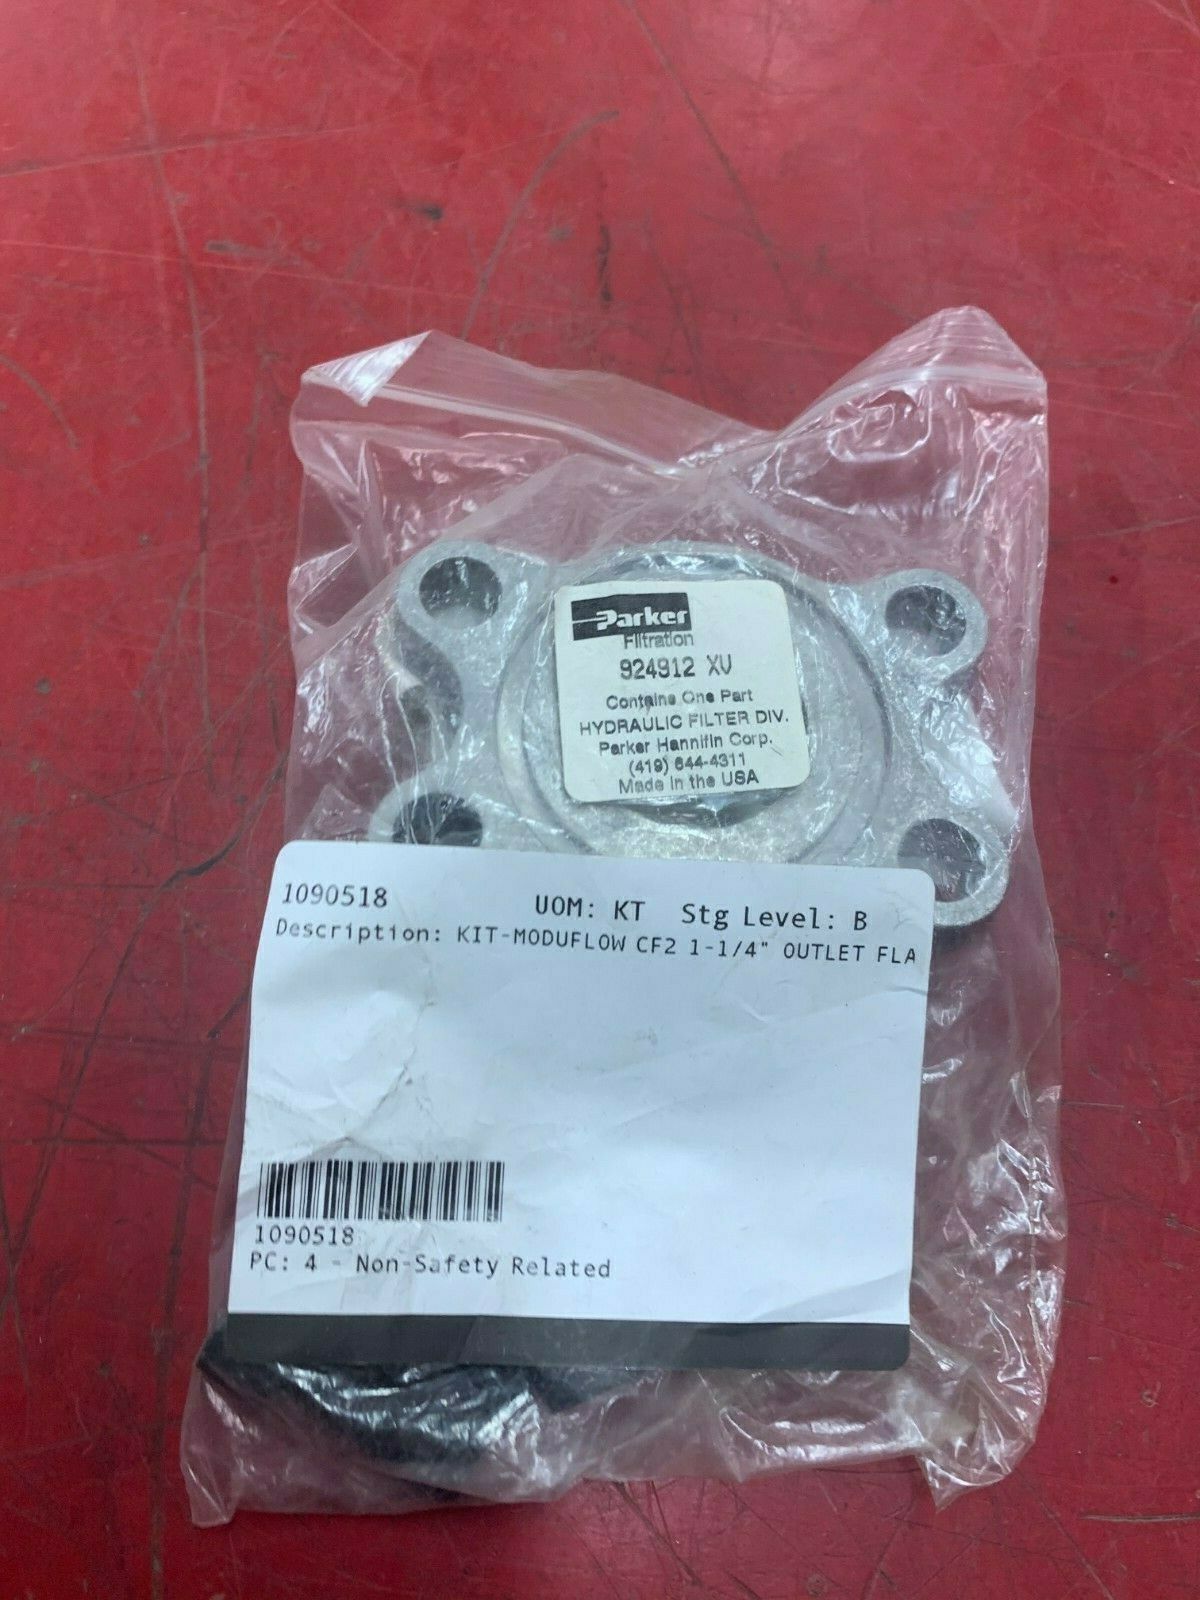 Parker
Filtration
924912 XV
Contains One Part
HYDRAULIC FILTER DIV.
Parker Hannifin Corp.
(419) 644-4311
Made in the USA
1090518 UOM: KT Stg Level: B
Description: KIT-MODUFLOW CF2 1-1/4" OUTLET FLA
1090518
PC: 4 - Non-Safety Related